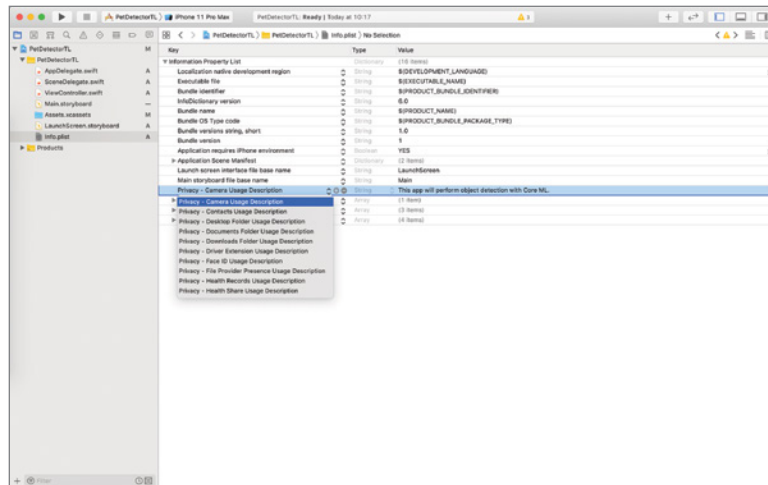 PetDetectorTL 〉 iPhone 11 Pro Max
PetDetectorTL: Ready | Today at 10:17
PetDetectorTL M
PetDetectorTL
AppDelegate.swift A
SceneDelegate.swift A
ViewController.swift A
Main.storyboard —
Assets.xcassets M
LaunchScreen.storyboard A
Info.plist A
Products
Filter
PetDetectorTL 〉 PetDetectorTL 〉 Info.plist 〉 No Selection
Key Type Value
Information Property List Dictionary (16 items)
Localization native development region String $(DEVELOPMENT_LANGUAGE)
Executable file String $(EXECUTABLE_NAME)
Bundle identifier String $(PRODUCT_BUNDLE_IDENTIFIER)
InfoDictionary version String 6.0
Bundle name String $(PRODUCT_NAME)
Bundle OS Type code String $(PRODUCT_BUNDLE_PACKAGE_TYPE)
Bundle versions string, short String 1.0
Bundle version String 1
Application requires iPhone environment Boolean YES
Application Scene Manifest Dictionary (2 items)
Launch screen interface file base name String LaunchScreen
Main storyboard file base name String Main
Privacy - Camera Usage Description String This app will perform object detection with Core ML.
Privacy - Camera Usage Description Array (1 item)
Privacy - Contacts Usage Description Array (3 items)
Privacy - Desktop Folder Usage Description Array (4 items)
Privacy - Documents Folder Usage Description
Privacy - Downloads Folder Usage Description
Privacy - Driver Extension Usage Description
Privacy - Face ID Usage Description
Privacy - File Provider Presence Usage Description
Privacy - Health Records Usage Description
Privacy - Health Share Usage Description